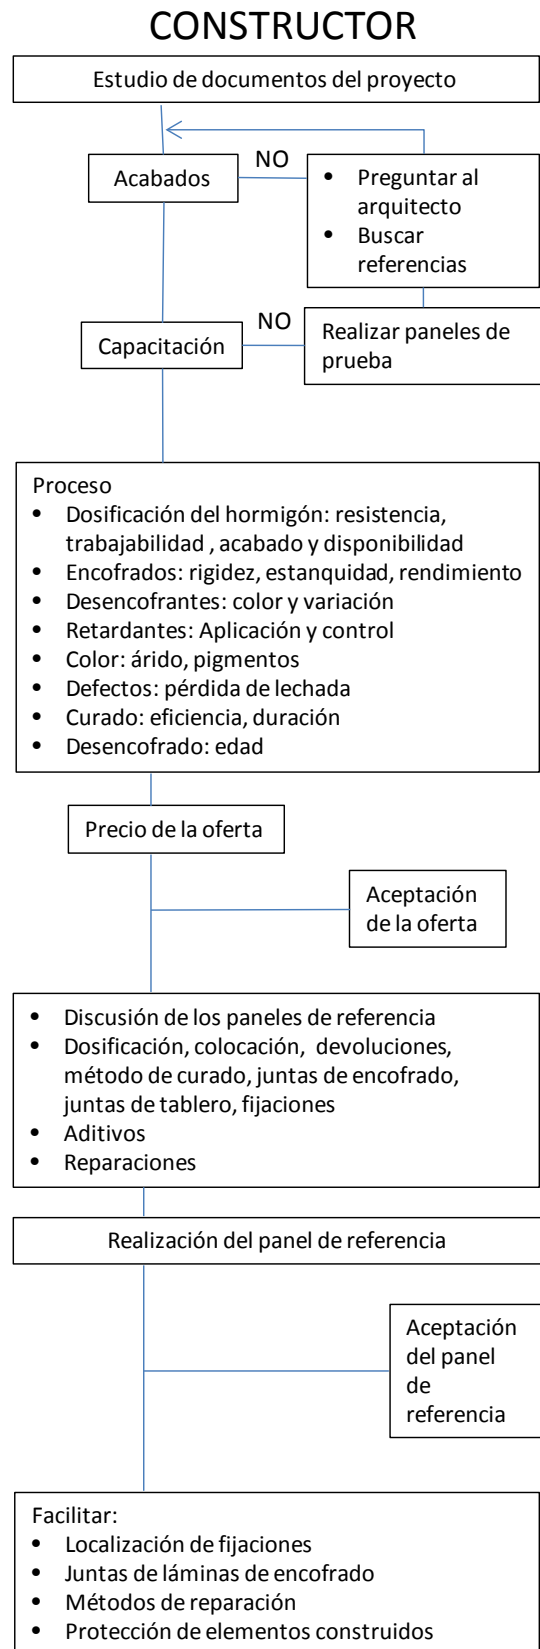 CONSTRUCTOR
Estudio de documentos del proyecto
Acabados
NO
• Preguntar al
arquitecto
• Buscar
referencias
Capacitación
NO
Realizar paneles de
prueba
Proceso
• Dosificación del hormigón: resistencia,
trabajabilidad , acabado y disponibilidad
• Encofrados: rigidez, estanquidad, rendimiento
• Desencofrantes: color y variación
• Retardantes: Aplicación y control
• Color: árido, pigmentos
• Defectos: pérdida de lechada
• Curado: eficiencia, duración
• Desencofrado: edad
Precio de la oferta
Aceptación
de la oferta
• Discusión de los paneles de referencia
• Dosificación, colocación, devoluciones,
método de curado, juntas de encofrado,
juntas de tablero, fijaciones
• Aditivos
• Reparaciones
Realización del panel de referencia
Aceptación
del panel
de
referencia
Facilitar:
• Localización de fijaciones
• Juntas de láminas de encofrado
• Métodos de reparación
• Protección de elementos construidos